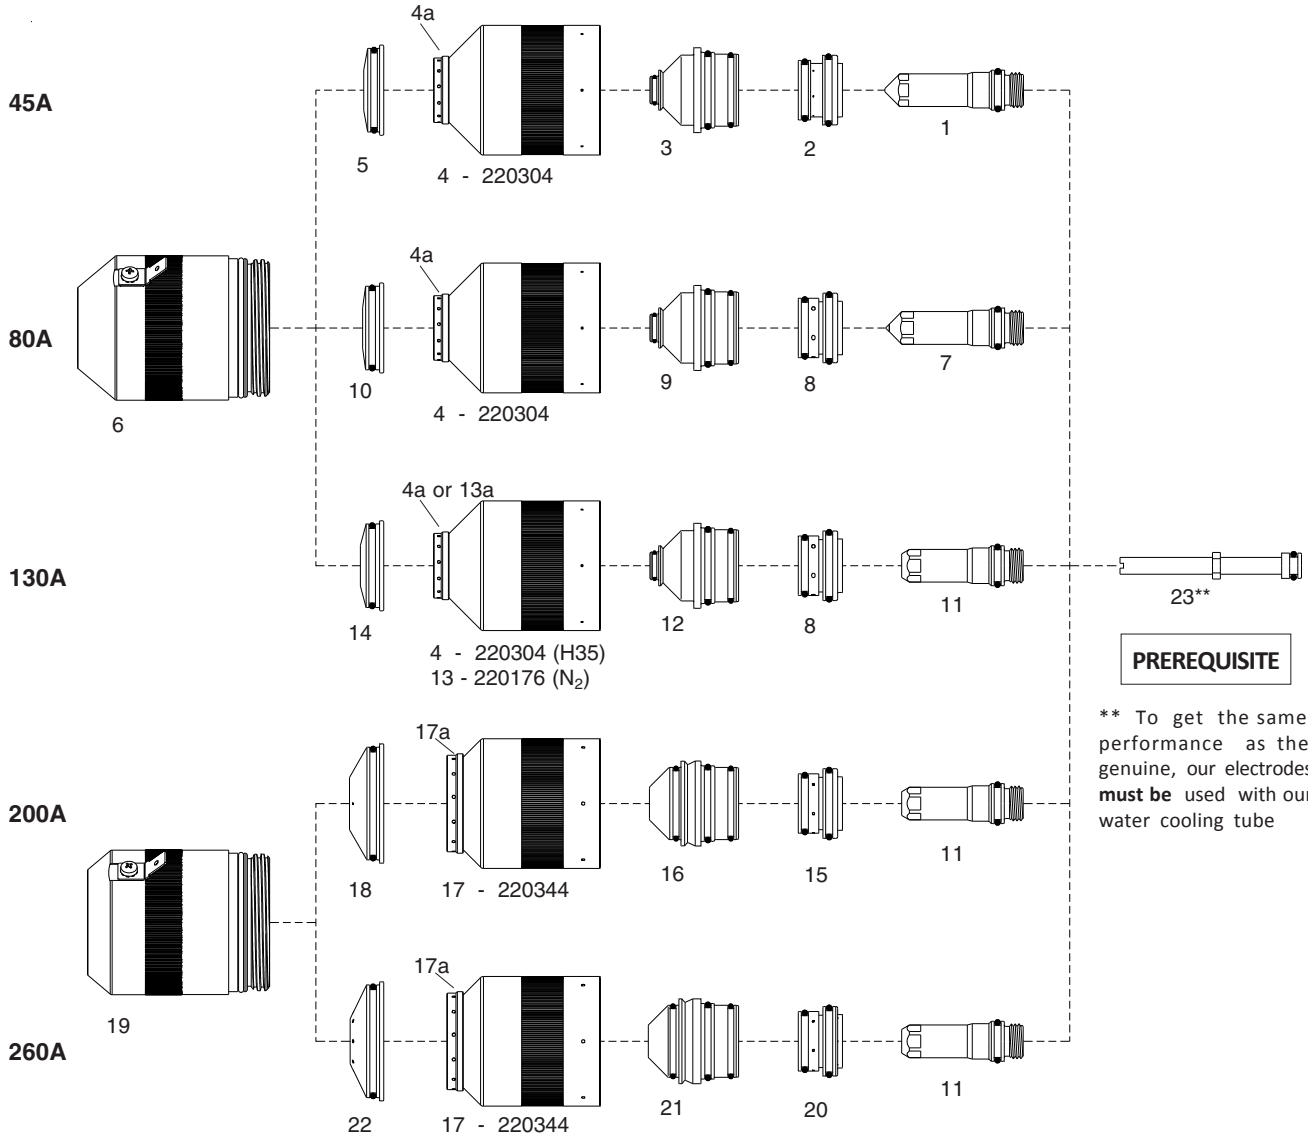 4a
45A
5
4 - 220304
3
2
1
4a
80A
6
10
4 - 220304
9
8
7
4a or 13a
130A
14
4 - 220304 (H35)
13 - 220176 (N₂)
12
8
11
23**
PREREQUISITE
** To get the same
performance as the
genuine, our electrodes
must be used with our
water cooling tube
17a
200A
18
17 - 220344
16
15
11
19
17a
260A
22
17 - 220344
21
20
11